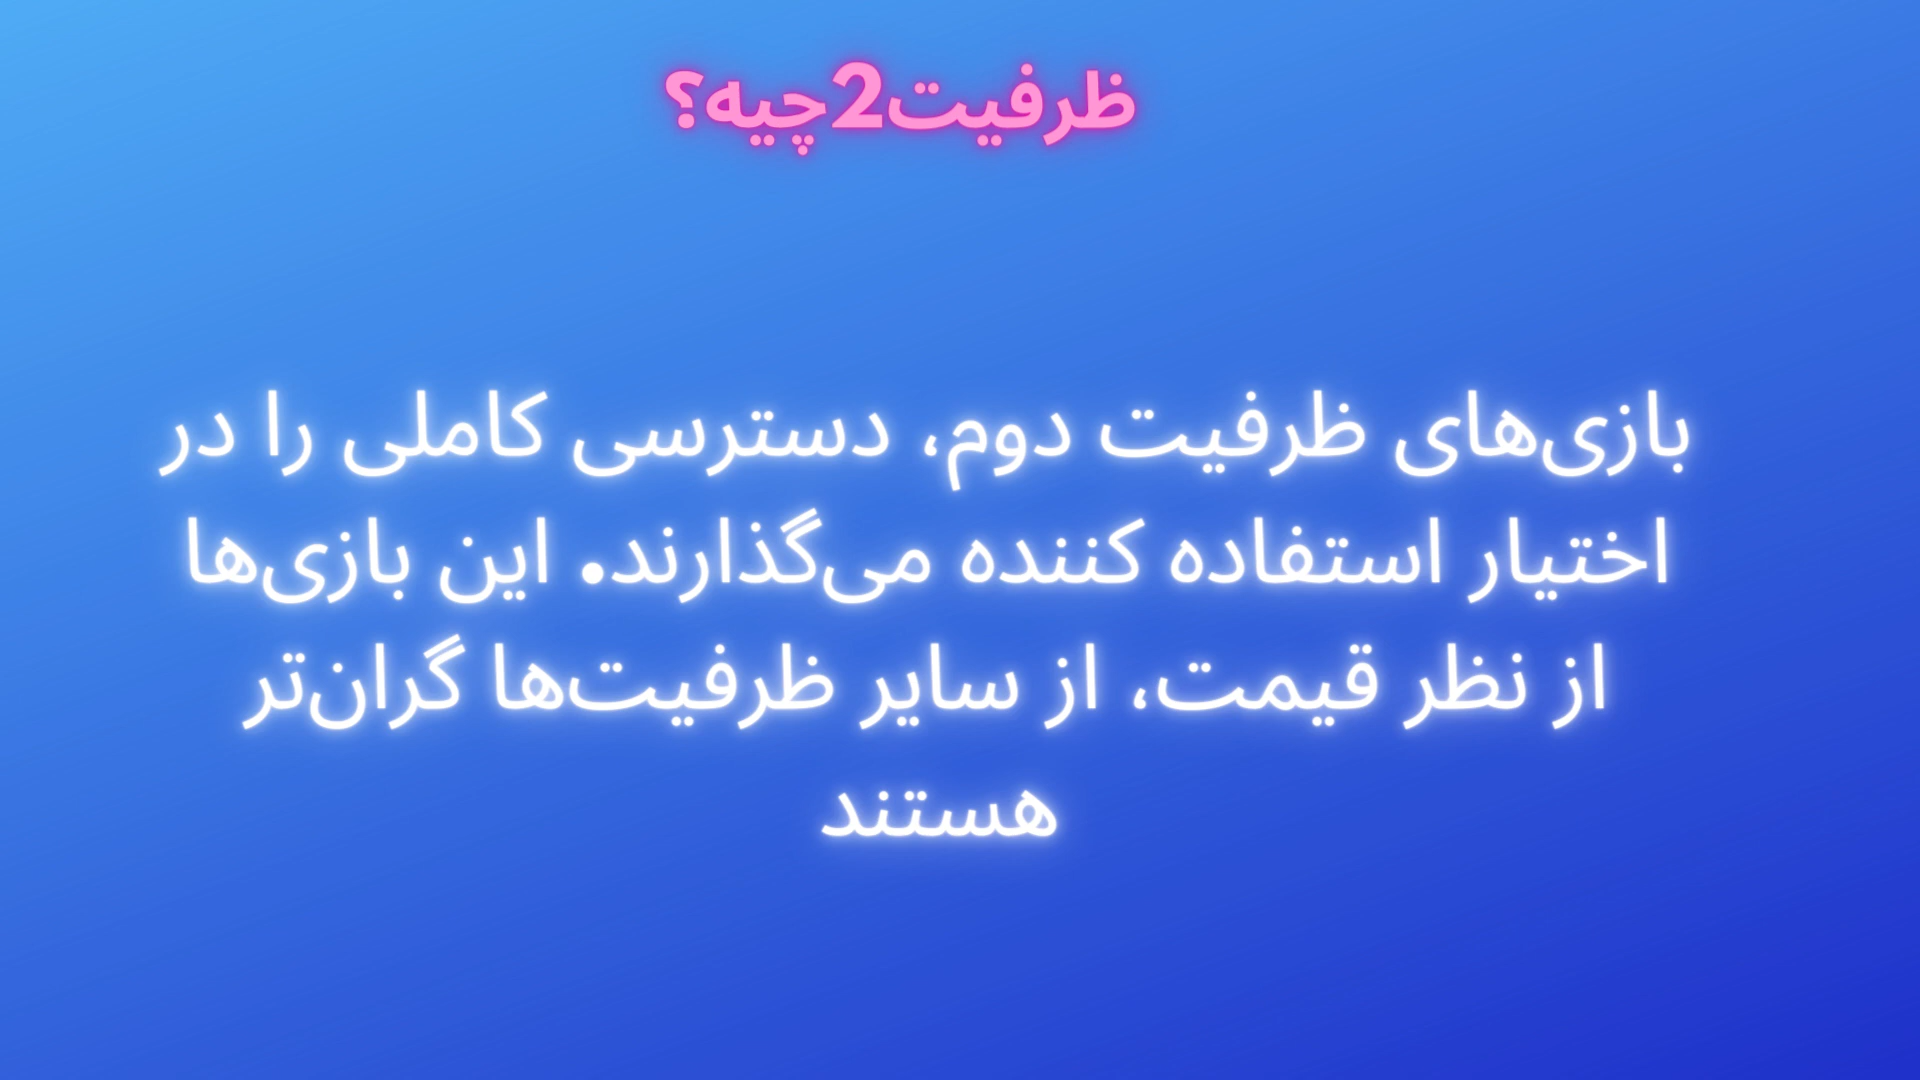 ظرفیت2چیه؟
بازی‌های ظرفیت دوم، دسترسی کاملی را در
اختیار استفاده کننده می‌گذارند. این بازی‌ها
از نظر قیمت، از سایر ظرفیت‌ها گران‌تر
هستند